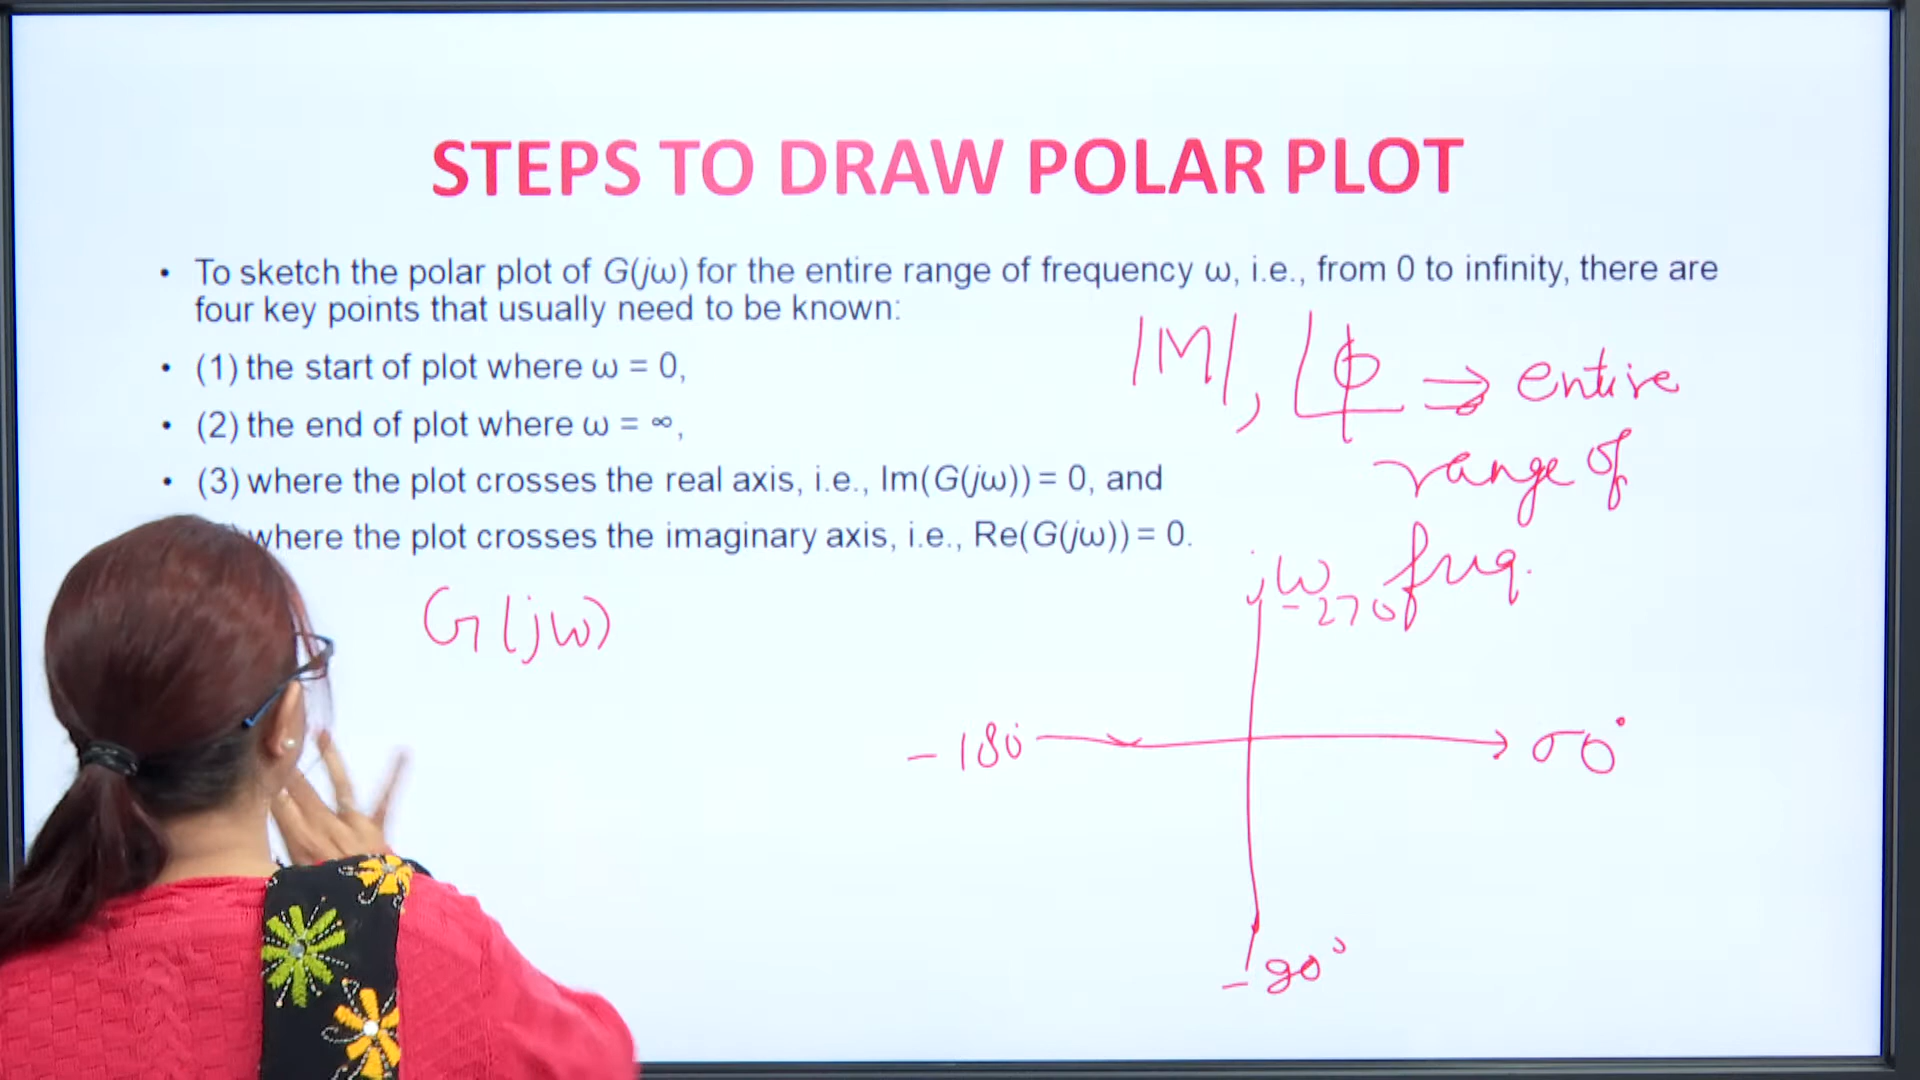 STEPS TO DRAW POLAR PLOT
• To sketch the polar plot of G(jω) for the entire range of frequency ω, i.e., from 0 to infinity, there are
four key points that usually need to be known:
• (1) the start of plot where ω = 0,
• (2) the end of plot where ω = ∞,
• (3) where the plot crosses the real axis, i.e., Im(G(jω)) = 0, and
where the plot crosses the imaginary axis, i.e., Re(G(jω)) = 0.
|M|, ∠ϕ ⇒ entire
range of
freq.
G(jω)
jω
-270
-180°
σ 0°
-90°